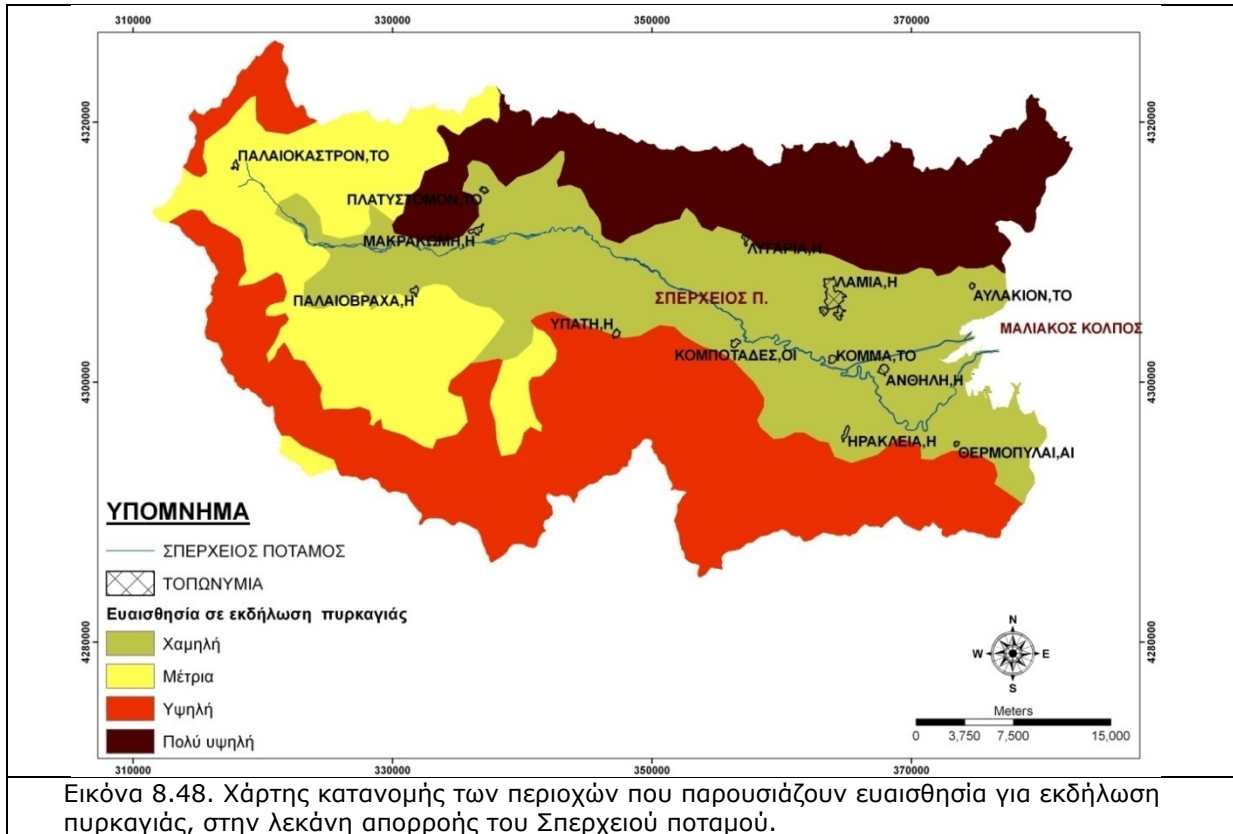 310000 330000 350000 370000
4320000 4320000
ΠΑΛΑΙΟΚΑΣΤΡΟΝ,ΤΟ
ΠΛΑΤΥΣΤΟΜΟΝ,ΤΟ
ΜΑΚΡΑΚΩΜΗ,Η
ΛΥΓΑΡΙΑ,Η
ΛΑΜΙΑ,Η
ΠΑΛΑΙΟΒΡΑΧΑ,Η
ΣΠΕΡΧΕΙΟΣ Π.
ΑΥΛΑΚΙΟΝ,ΤΟ
ΥΠΑΤΗ,Η
ΜΑΛΙΑΚΟΣ ΚΟΛΠΟΣ
ΚΟΜΠΟΤΑΔΕΣ,ΟΙ
ΚΟΜΜΑ,ΤΟ
4300000 4300000
ΑΝΘΗΛΗ,Η
ΗΡΑΚΛΕΙΑ,Η
ΘΕΡΜΟΠΥΛΑΙ,ΑΙ
ΥΠΟΜΝΗΜΑ
ΣΠΕΡΧΕΙΟΣ ΠΟΤΑΜΟΣ
ΤΟΠΩΝΥΜΙΑ
Ευαισθησία σε εκδήλωση πυρκαγιάς
Χαμηλή
Μέτρια
Υψηλή
Πολύ υψηλή
4280000 4280000
N
W E
S
Meters
0 3,750 7,500 15,000
310000 330000 350000 370000
Εικόνα 8.48. Χάρτης κατανομής των περιοχών που παρουσιάζουν ευαισθησία για εκδήλωση
πυρκαγιάς, στην λεκάνη απορροής του Σπερχειού ποταμού.